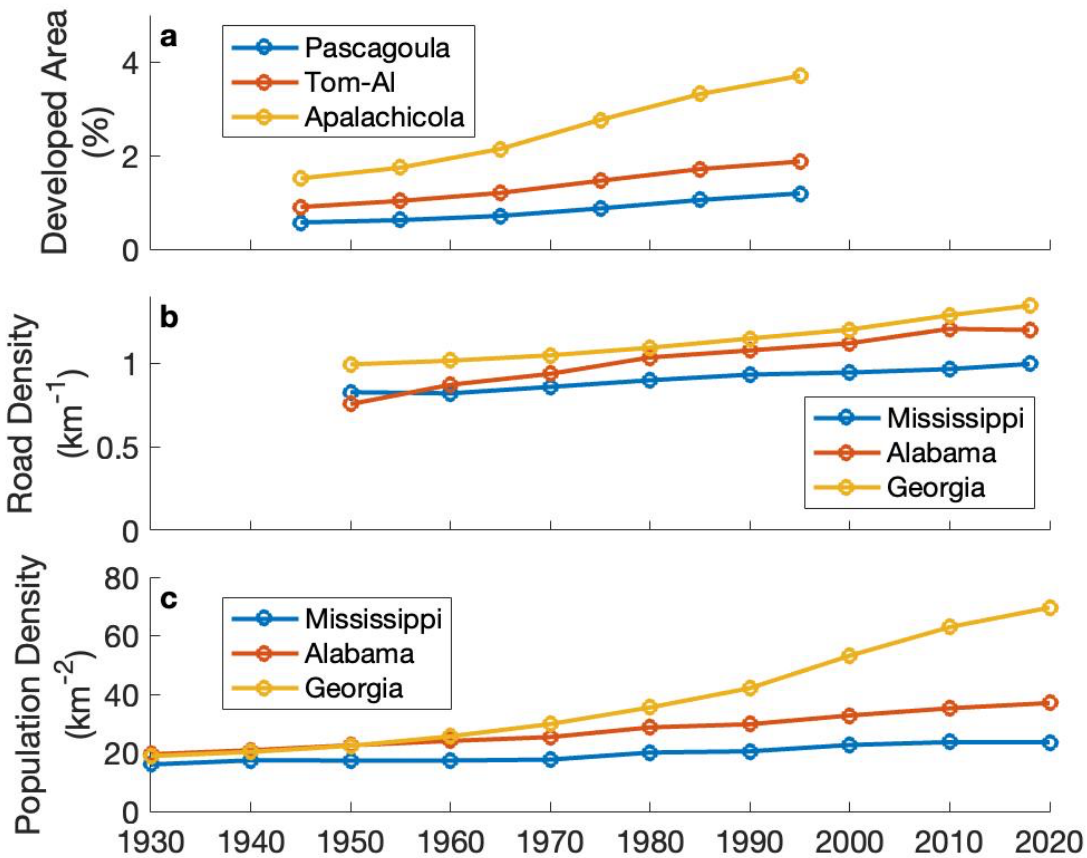 a
Pascagoula
Tom-Al
Apalachicola
Developed Area
(%)
4
2
0
b
Road Density
(km-1)
1
0.5
0
Mississippi
Alabama
Georgia
c
Population Density
(km-2)
80
60
40
20
0
Mississippi
Alabama
Georgia
1930 1940 1950 1960 1970 1980 1990 2000 2010 2020